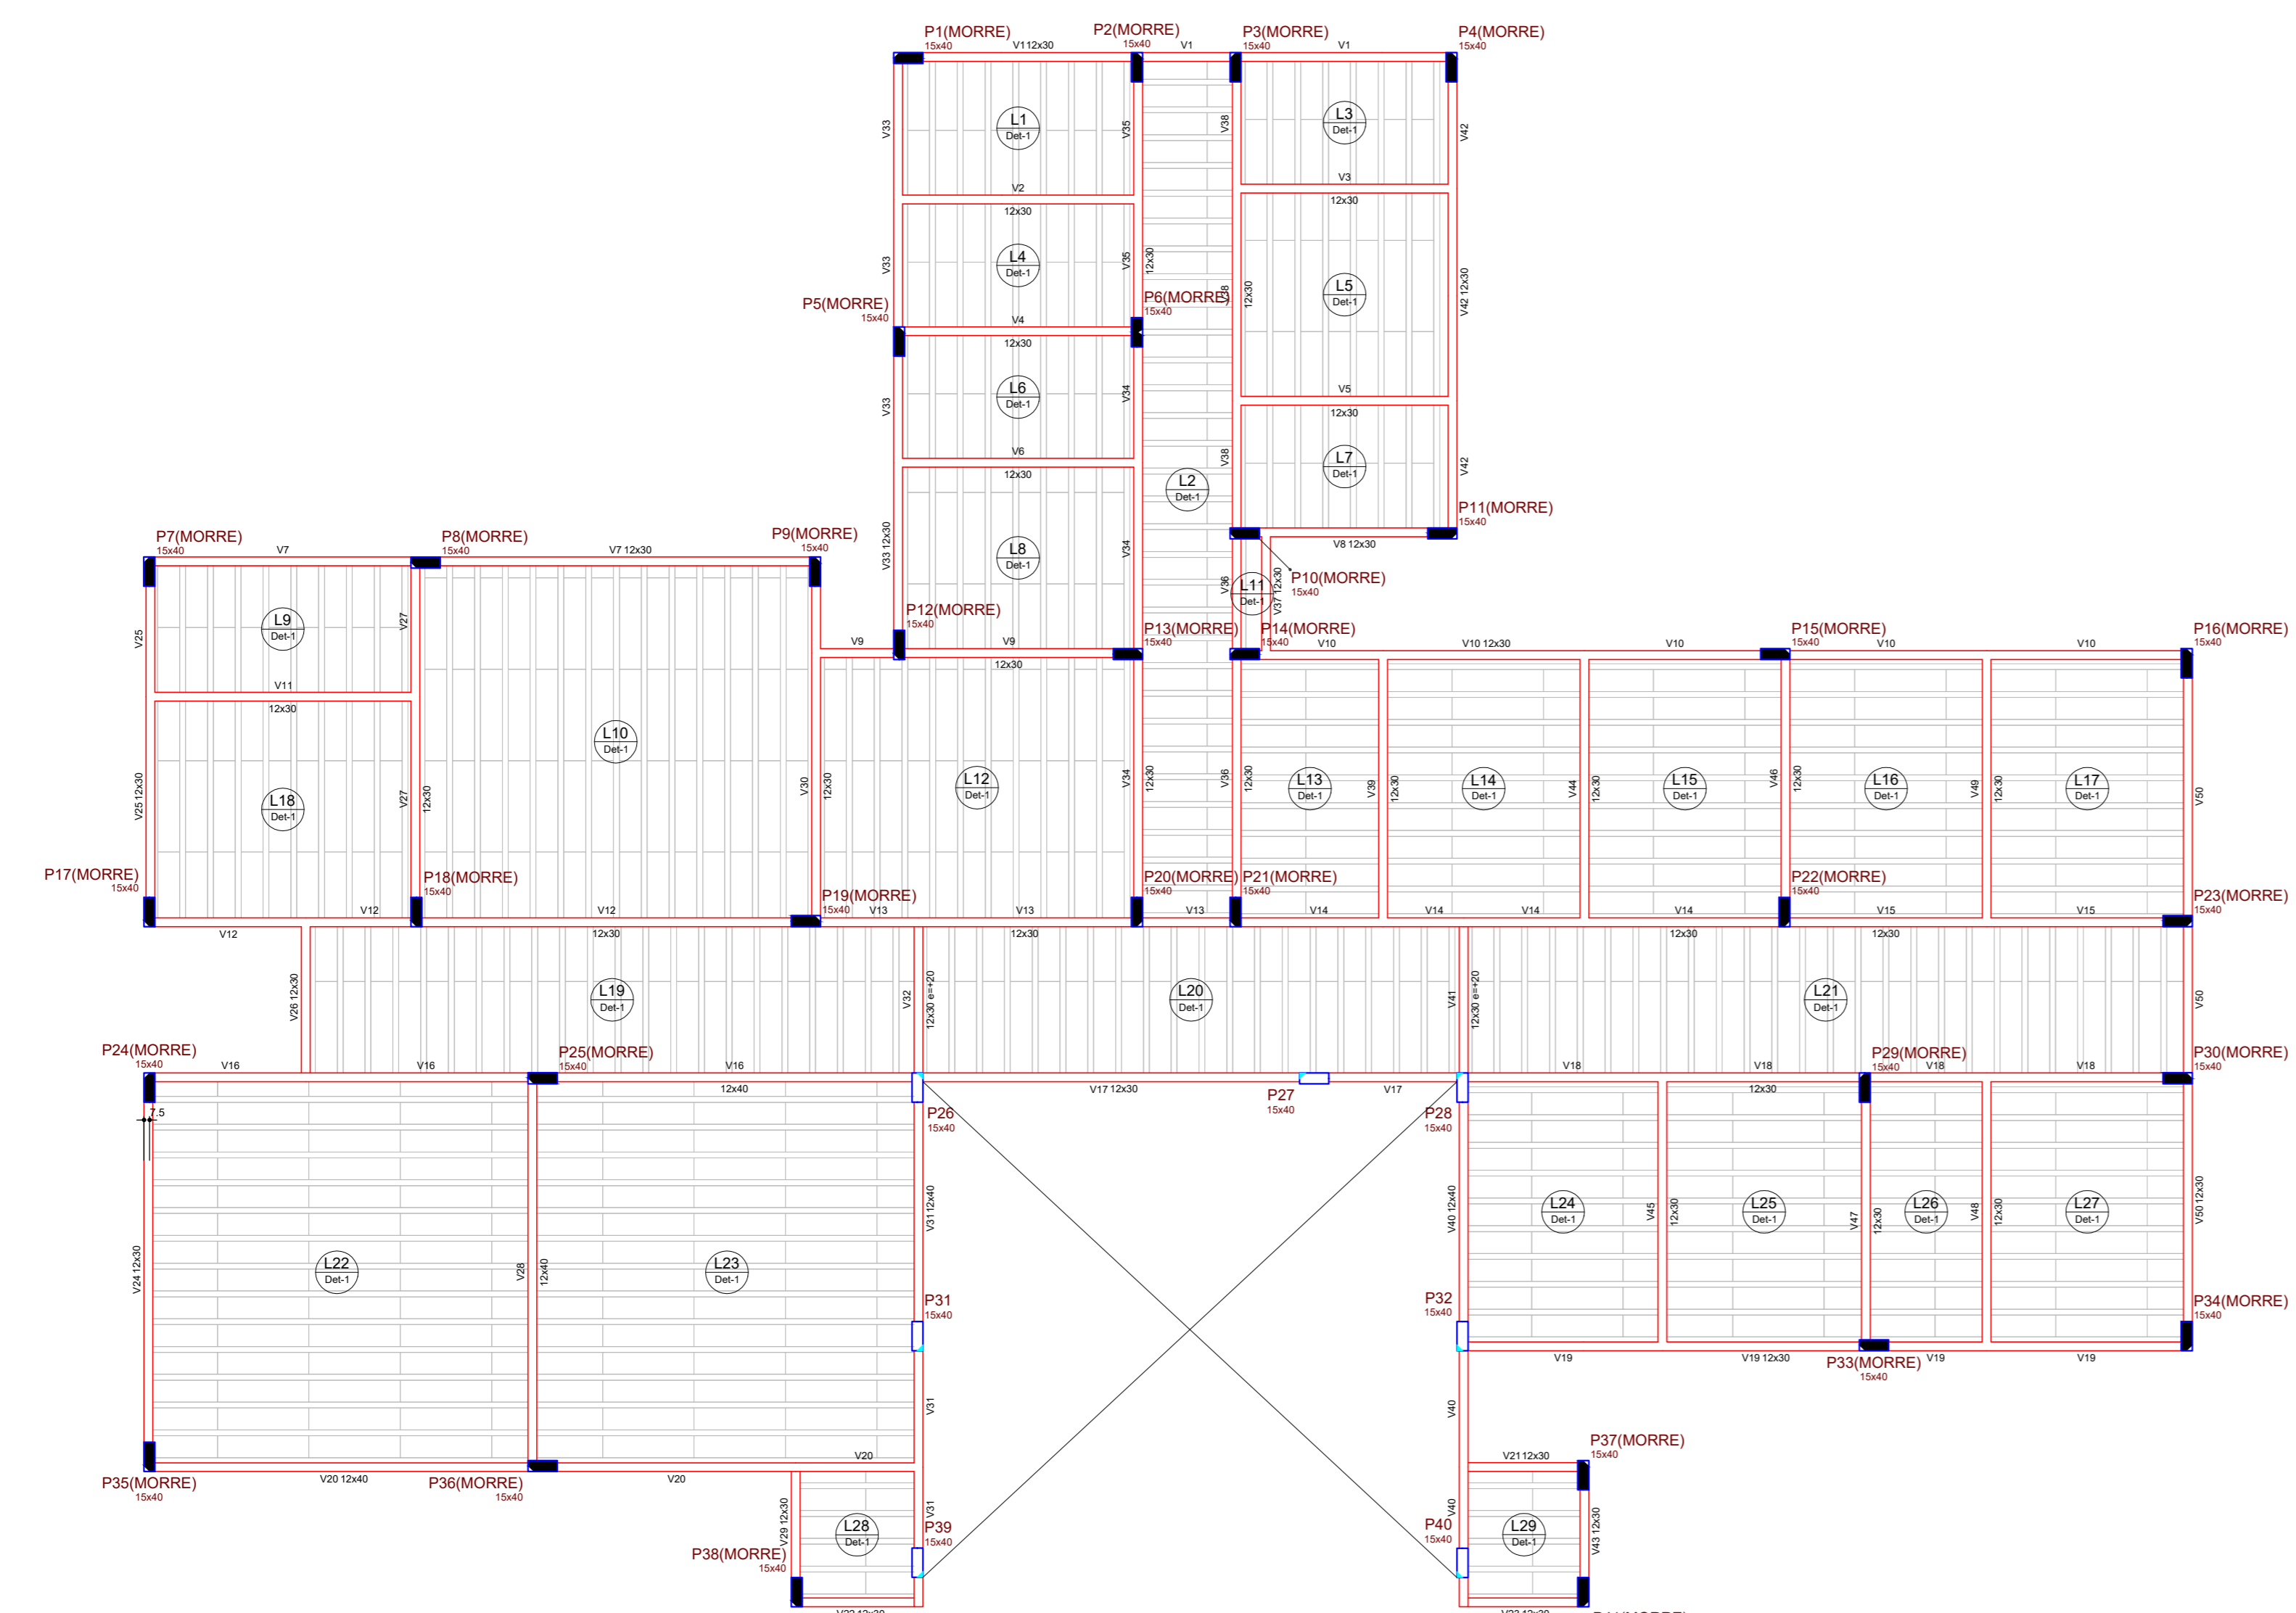 P1(MORRE)
15x40
V1 12x30
P2(MORRE)
15x40
V1
P3(MORRE)
15x40
V1
P4(MORRE)
15x40
V33
L1
Det-1
V35
V38
L3
Det-1
V42
V2
12x30
V3
12x30
V33
L4
Det-1
V35
12x30
V38
12x30
L5
Det-1
V42 12x30
P5(MORRE)
15x40
V4
12x30
P6(MORRE)
15x40
V33
L6
Det-1
V34
V5
12x30
V6
12x30
V38
L7
Det-1
V42
L2
Det-1
P11(MORRE)
15x40
V8 12x30
P7(MORRE)
15x40
V7
P8(MORRE)
15x40
V7 12x30
P9(MORRE)
15x40
V33 12x30
L8
Det-1
V34
V36
L11
Det-1
V37 12x30
P10(MORRE)
15x40
V25
L9
Det-1
V27
P12(MORRE)
15x40
V9
V9
12x30
P13(MORRE)
15x40
P14(MORRE)
15x40
V10
V10 12x30
V10
P15(MORRE)
15x40
V10
V10
P16(MORRE)
15x40
V11
12x30
L10
Det-1
V25 12x30
L18
Det-1
V27
12x30
V30
12x30
L12
Det-1
V34
12x30
V36
12x30
L13
Det-1
V39
12x30
L14
Det-1
V44
12x30
L15
Det-1
V46
12x30
L16
Det-1
V49
12x30
L17
Det-1
V50
P17(MORRE)
15x40
P18(MORRE)
15x40
P19(MORRE)
15x40
P20(MORRE)
15x40
P21(MORRE)
15x40
P22(MORRE)
15x40
P23(MORRE)
15x40
V12
V12
V12
12x30
V13
V13
12x30
V13
V14
V14
V14
V14
12x30
V15
12x30
V15
V26 12x30
L19
Det-1
V32
12x30 e=+20
L20
Det-1
V41
12x30 e=+20
L21
Det-1
V50
P24(MORRE)
15x40
V16
V16
P25(MORRE)
15x40
V16
12x40
P26
15x40
V17 12x30
P27
15x40
V17
P28
15x40
V18
V18
12x30
P29(MORRE)
15x40
V18
V18
P30(MORRE)
15x40
7.5
V24 12x30
L22
Det-1
V28
12x40
L23
Det-1
V31 12x40
V40 12x40
L24
Det-1
V45
12x30
L25
Det-1
V47
12x30
L26
Det-1
V48
12x30
L27
Det-1
V50 12x30
P31
15x40
P32
15x40
P34(MORRE)
15x40
V19
V19 12x30
P33(MORRE)
15x40
V19
V19
V31
V40
P35(MORRE)
15x40
V20 12x40
P36(MORRE)
15x40
V20
V20
V21 12x30
P37(MORRE)
15x40
V29 12x30
L28
Det-1
V31
P39
15x40
V40
P40
15x40
L29
Det-1
V43 12x30
P38(MORRE)
15x40